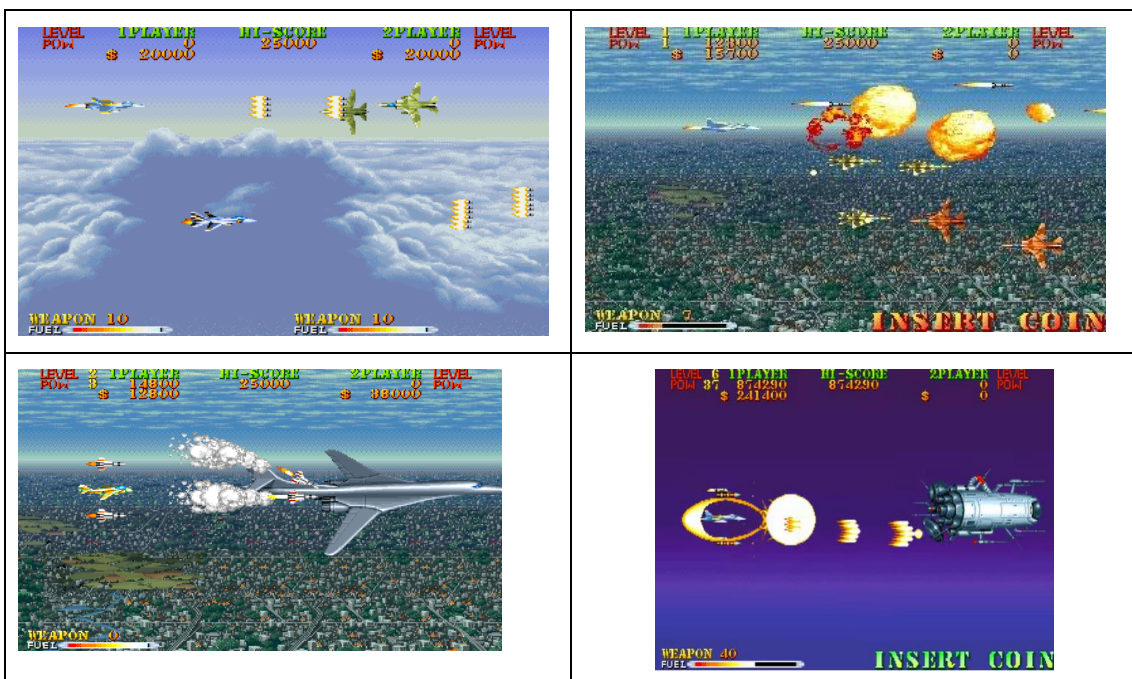 LEVEL 1PLAYER HI-SCORE 2PLAYER LEVEL
POW 0 25000 0 POW
$ 20000 $ 20000
WEAPON 10 WEAPON 10
FUEL
LEVEL 1 1PLAYER HI-SCORE 2PLAYER LEVEL
POW 1 12800 25000 0 POW
$ 15700 $ 0
WEAPON 7
FUEL INSERT COIN
LEVEL 2 1PLAYER HI-SCORE 2PLAYER LEVEL
POW 3 14800 25000 0 POW
$ 12800 $ 38000
WEAPON 0
FUEL
LEVEL 6 1PLAYER HI-SCORE 2PLAYER LEVEL
POW 37 874290 874290 0 POW
$ 241400 $ 0
WEAPON 40
FUEL INSERT COIN